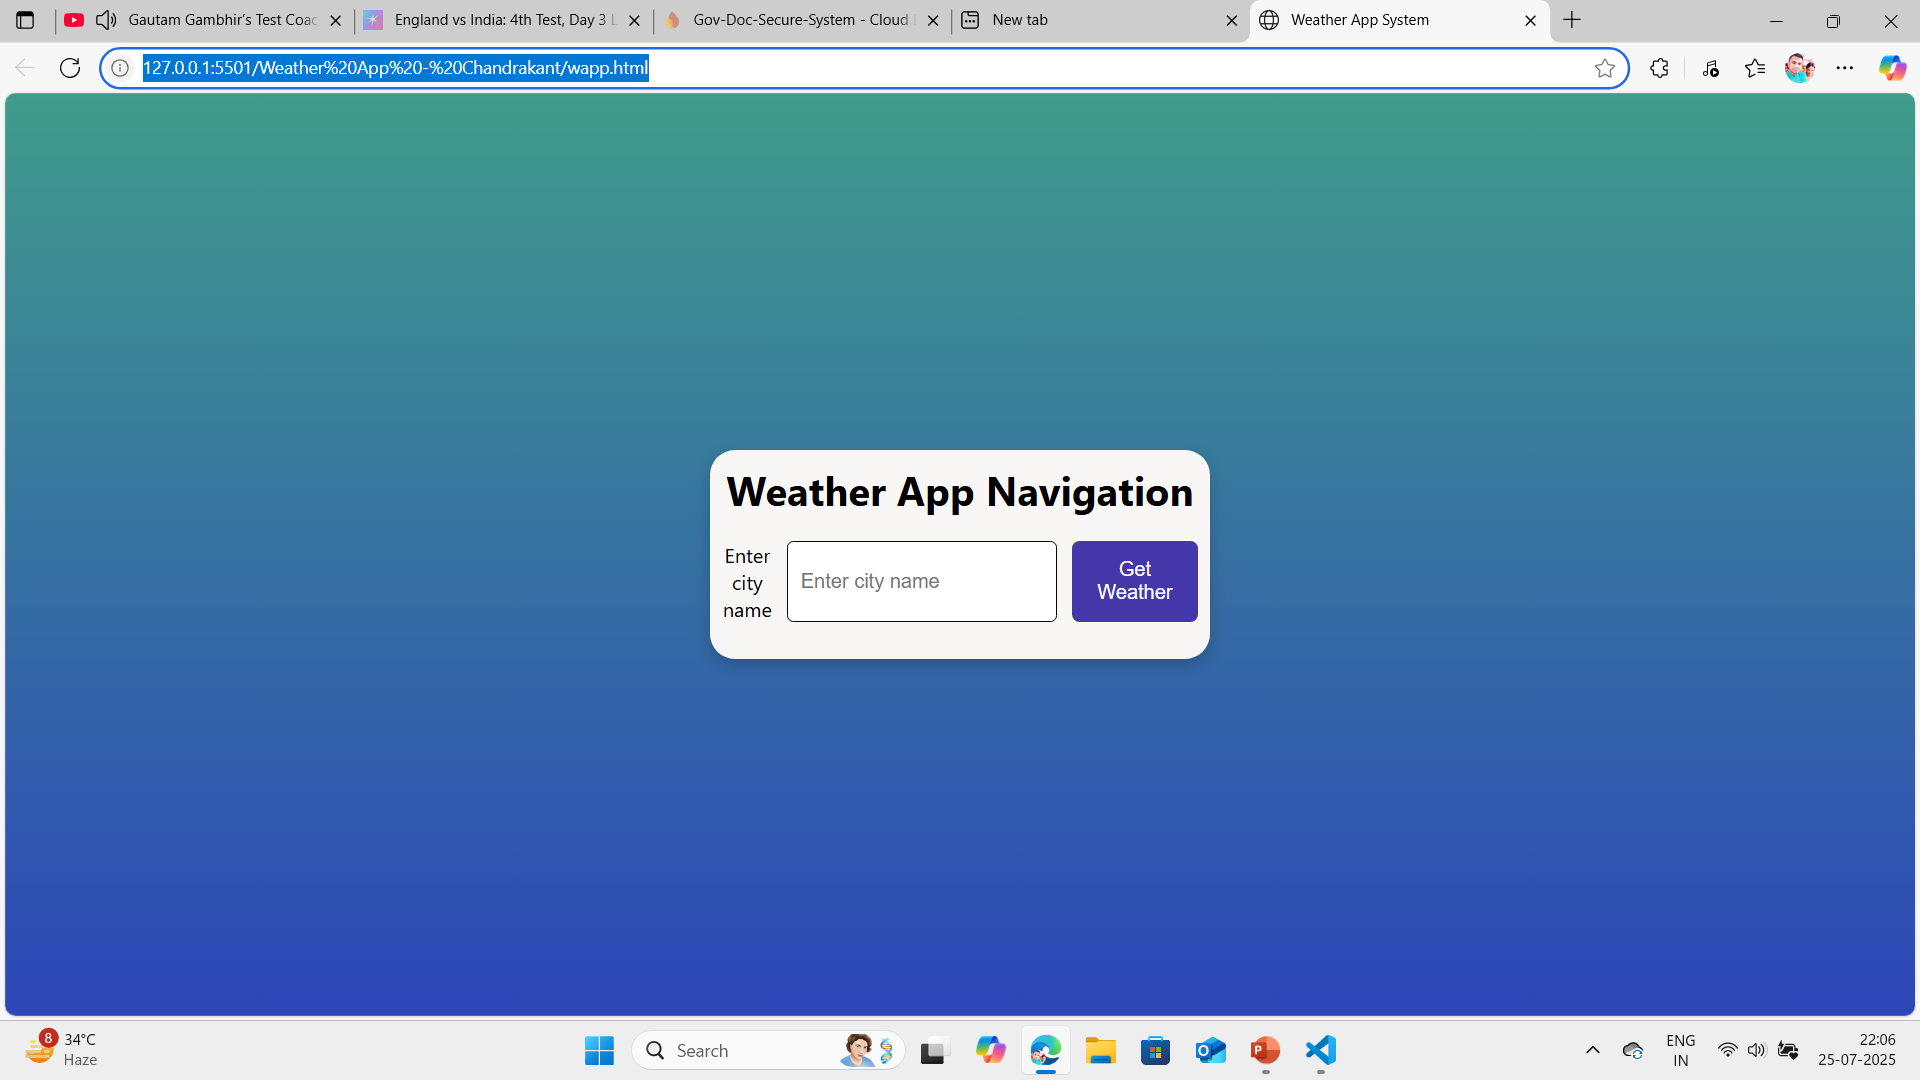 Gautam Gambhir's Test Coac
England vs India: 4th Test, Day 3 L
Gov-Doc-Secure-System - Cloud
New tab
Weather App System
127.0.0.1:5501/Weather%20App%20-%20Chandrakant/wapp.html
Weather App Navigation
Enter
city
name
Enter city name
Get
Weather
8
34°C
Haze
Search
ENG
IN
22:06
25-07-2025